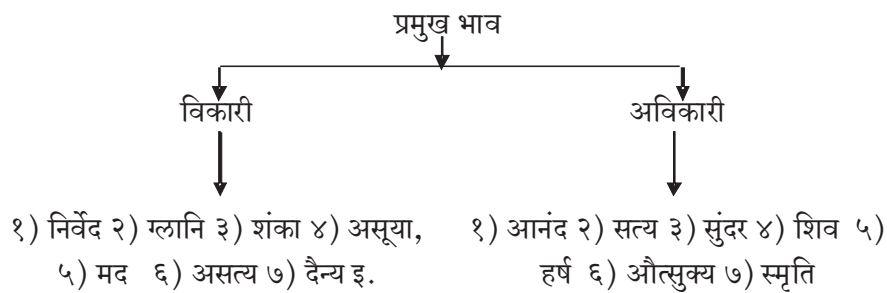 प्रमुख भाव
विकारी
अविकारी
१) निर्वेद २) ग्लानि ३) शंका ४) असूया,
५) मद ६) असत्य ७) दैन्य इ.
१) आनंद २) सत्य ३) सुंदर ४) शिव ५)
हर्ष ६) औत्सुक्य ७) स्मृति